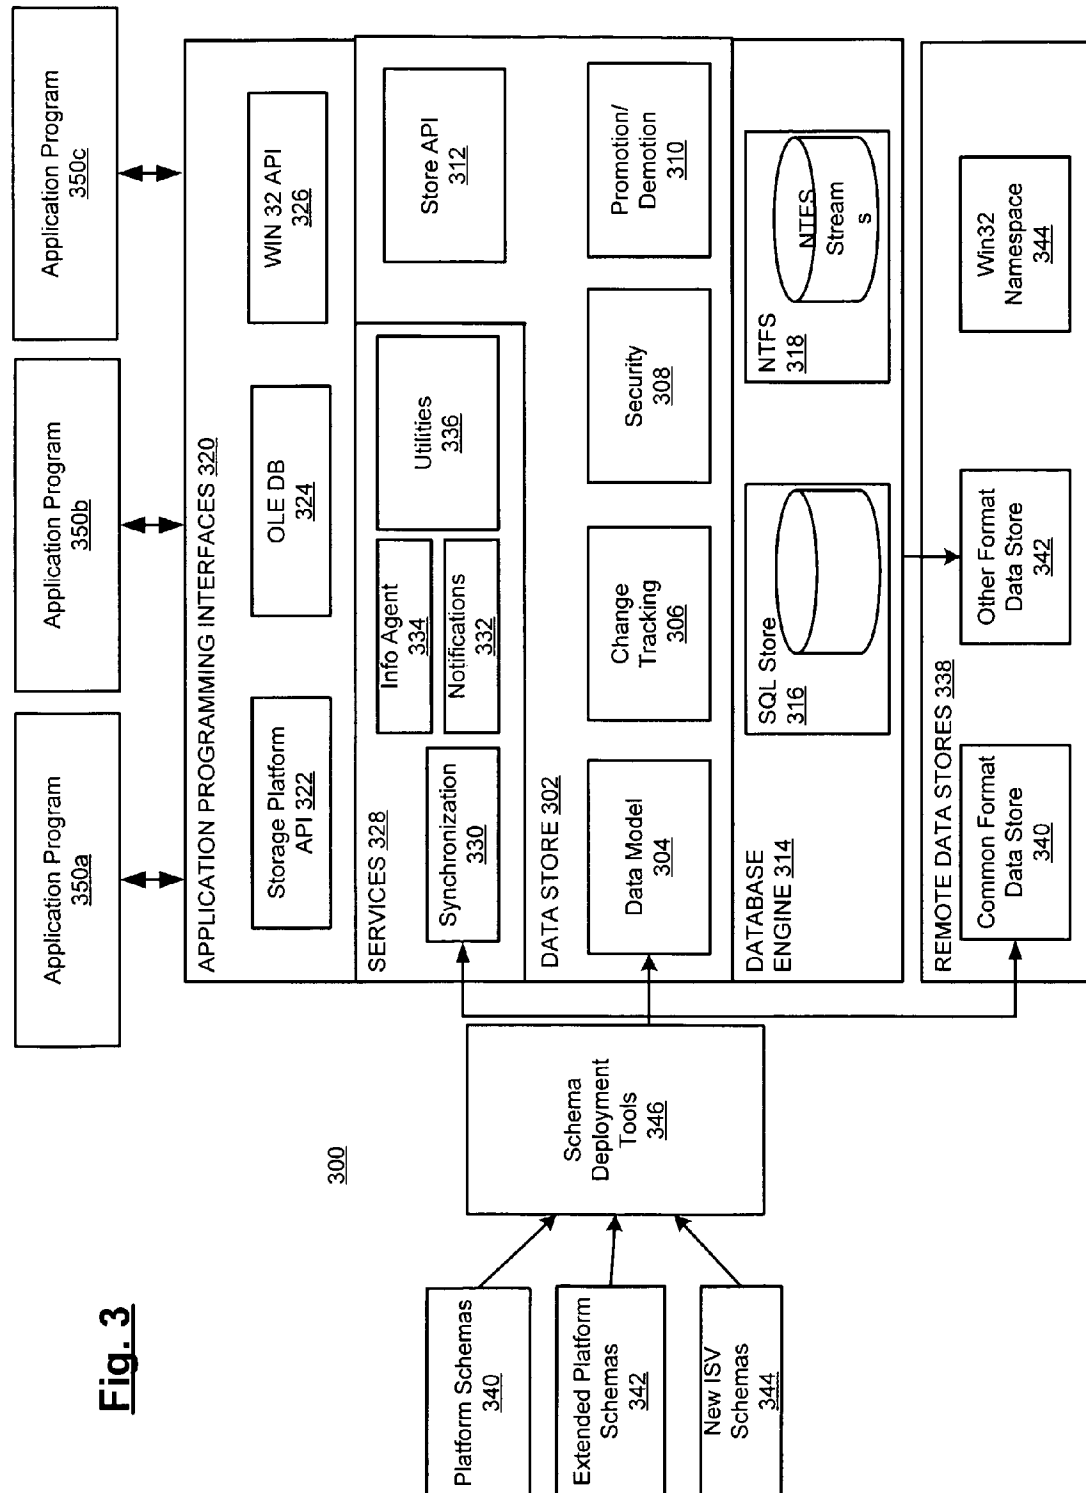 Fig. 3
300
Application Program
350a
Application Program
350b
Application Program
350c
APPLICATION PROGRAMMING INTERFACES 320
Storage Platform
API 322
OLE DB
324
WIN 32 API
326
SERVICES 328
Synchronization
330
Info Agent
334
Notifications
332
Utilities
336
Store API
312
DATA STORE 302
Data Model
304
Change
Tracking
306
Security
308
Promotion/
Demotion
310
DATABASE
ENGINE 314
SQL Store
316
NTFS
318
NTFS
Stream
s
REMOTE DATA STORES 338
Common Format
Data Store
340
Other Format
Data Store
342
Win32
Namespace
344
Schema
Deployment
Tools
346
Platform Schemas
340
Extended Platform
Schemas
342
New ISV
Schemas
344